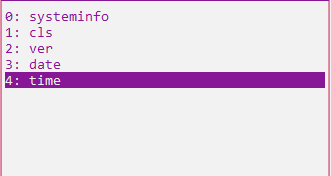 0: systeminfo
1: cls
2: ver
3: date
4: time